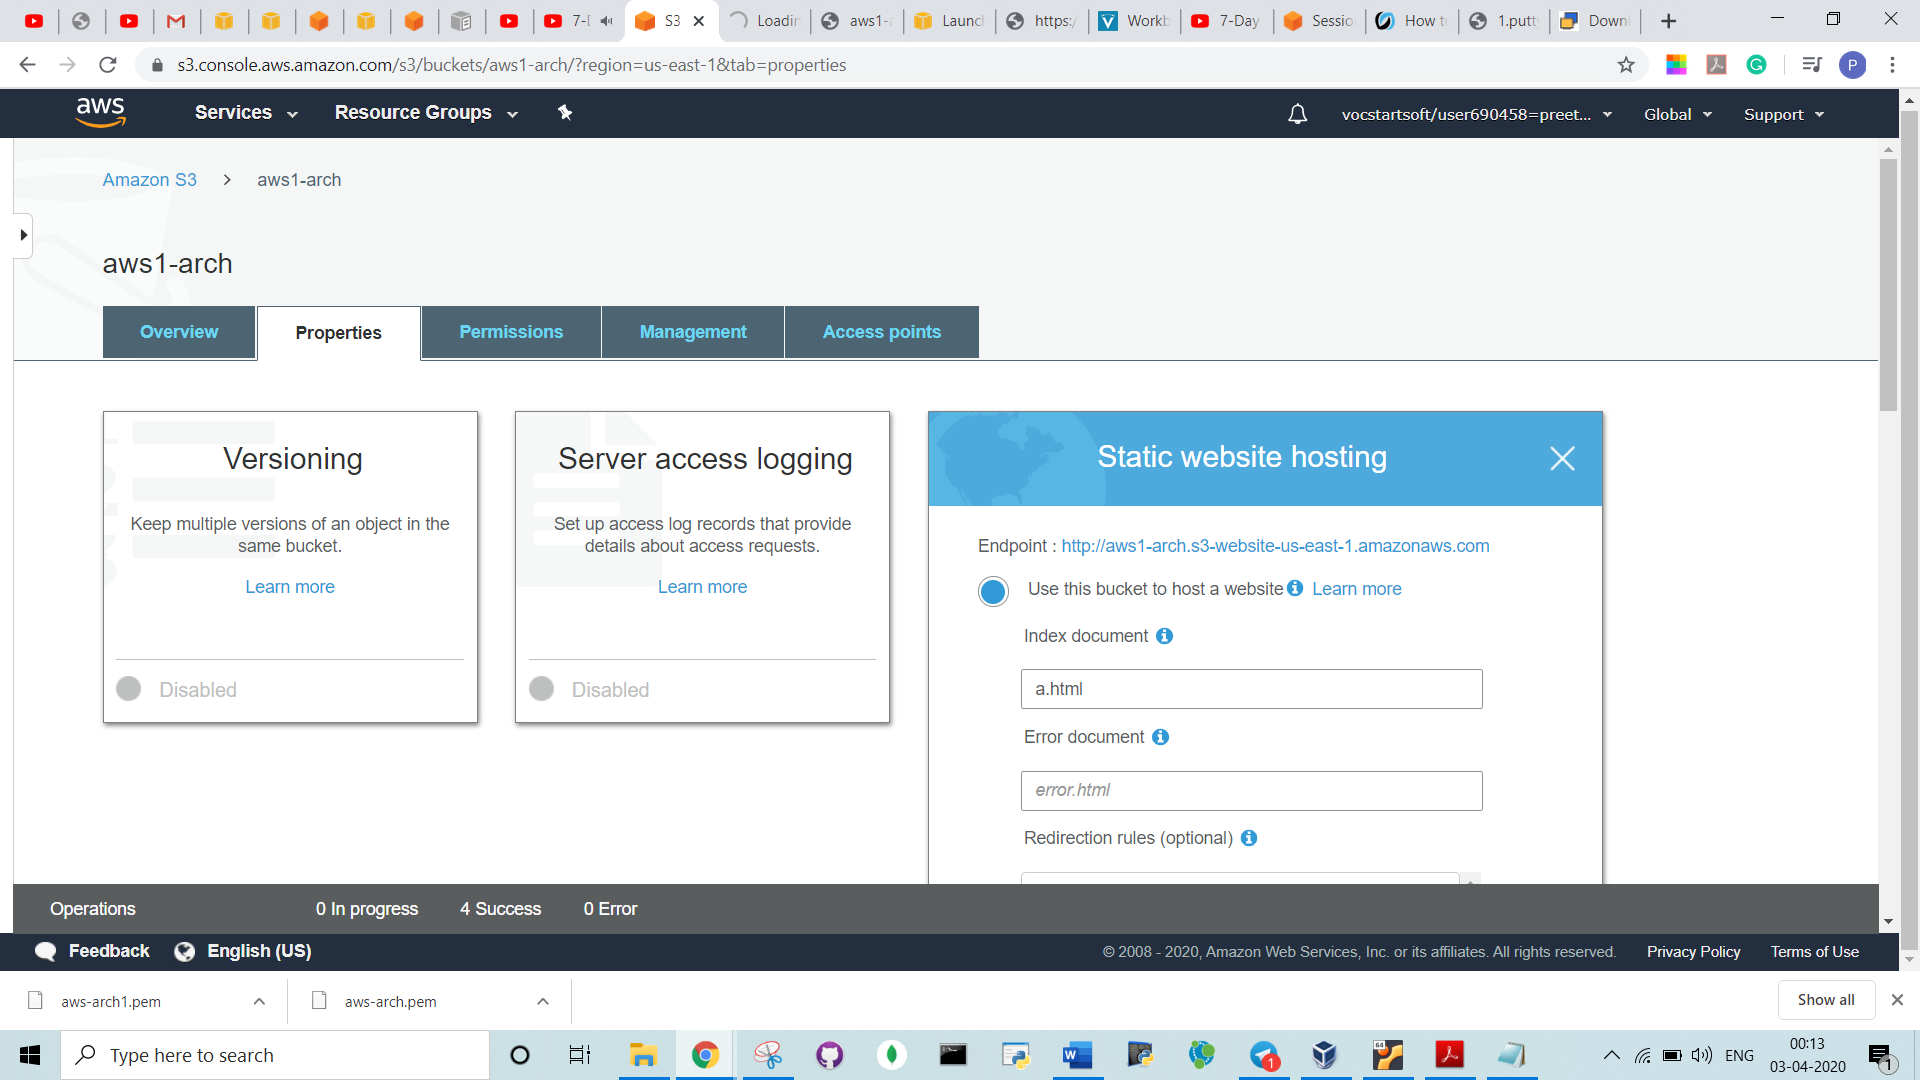 7-[
S3
Loadin
aws1-a
Launc
https:/
Workb
7-Day
Sessio
How to
1.putt
Downl
s3.console.aws.amazon.com/s3/buckets/aws1-arch/?region=us-east-1&tab=properties
P
aws
Services
Resource Groups
vocstartsoft/user690458=preet...
Global
Support
Amazon S3 > aws1-arch
aws1-arch
Overview
Properties
Permissions
Management
Access points
Versioning
Keep multiple versions of an object in the
same bucket.
Learn more
Disabled
Server access logging
Set up access log records that provide
details about access requests.
Learn more
Disabled
Static website hosting
Endpoint : http://aws1-arch.s3-website-us-east-1.amazonaws.com
Use this bucket to host a website Learn more
Index document
a.html
Error document
error.html
Redirection rules (optional)
Operations
0 In progress
4 Success
0 Error
Feedback
English (US)
© 2008 - 2020, Amazon Web Services, Inc. or its affiliates. All rights reserved.
Privacy Policy
Terms of Use
aws-arch1.pem
aws-arch.pem
Show all
Type here to search
1
64
ENG
00:13
03-04-2020
1